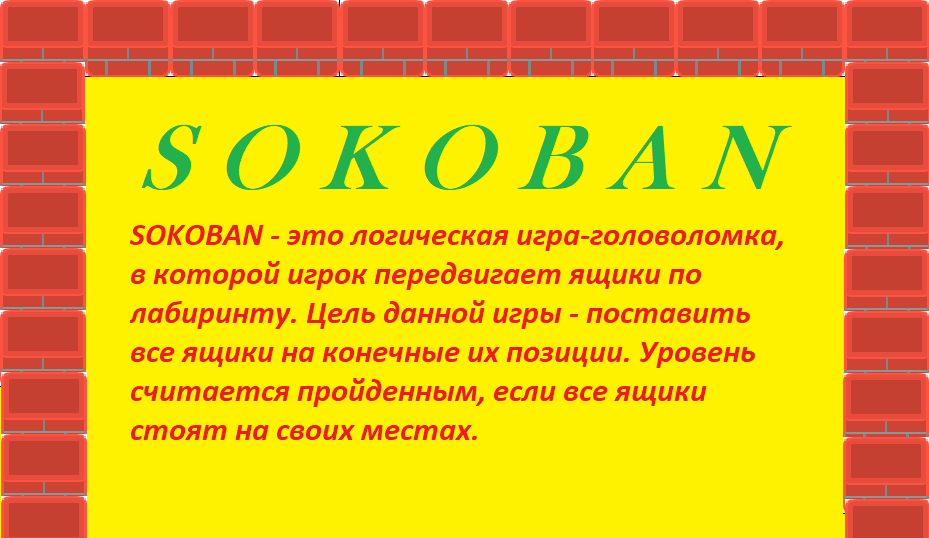 SOKOBAN
SOKOBAN - это логическая игра-головоломка,
в которой игрок передвигает ящики по
лабиринту. Цель данной игры - поставить
все ящики на конечные их позиции. Уровень
считается пройденным, если все ящики
стоят на своих местах.